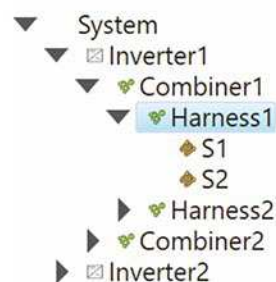 System
Inverter1
Combiner1
Harness1
S1
S2
Harness2
Combiner2
Inverter2